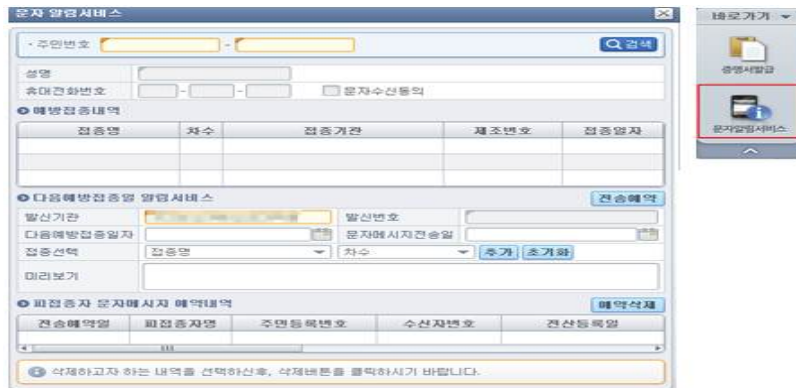 문자 알림서비스
바로가기
· 주민번호 - 검색
증명서발급
성명
휴대전화번호 - - 문자수신동의
문자알림서비스
예방접종내역
접종명 차수 접종기관 제조번호 접종일자
다음예방접종일 알림서비스 전송예약
발신기관 발신번호
다음예방접종일자 문자메시지전송일
접종선택 접종명 차수 추가 초기화
미리보기
피접종자 문자메시지 예약내역 예약삭제
전송예약일 피접종자명 주민등록번호 수신자번호 전산등록일
삭제하고자 하는 내역을 선택하신후, 삭제버튼을 클릭하시기 바랍니다.